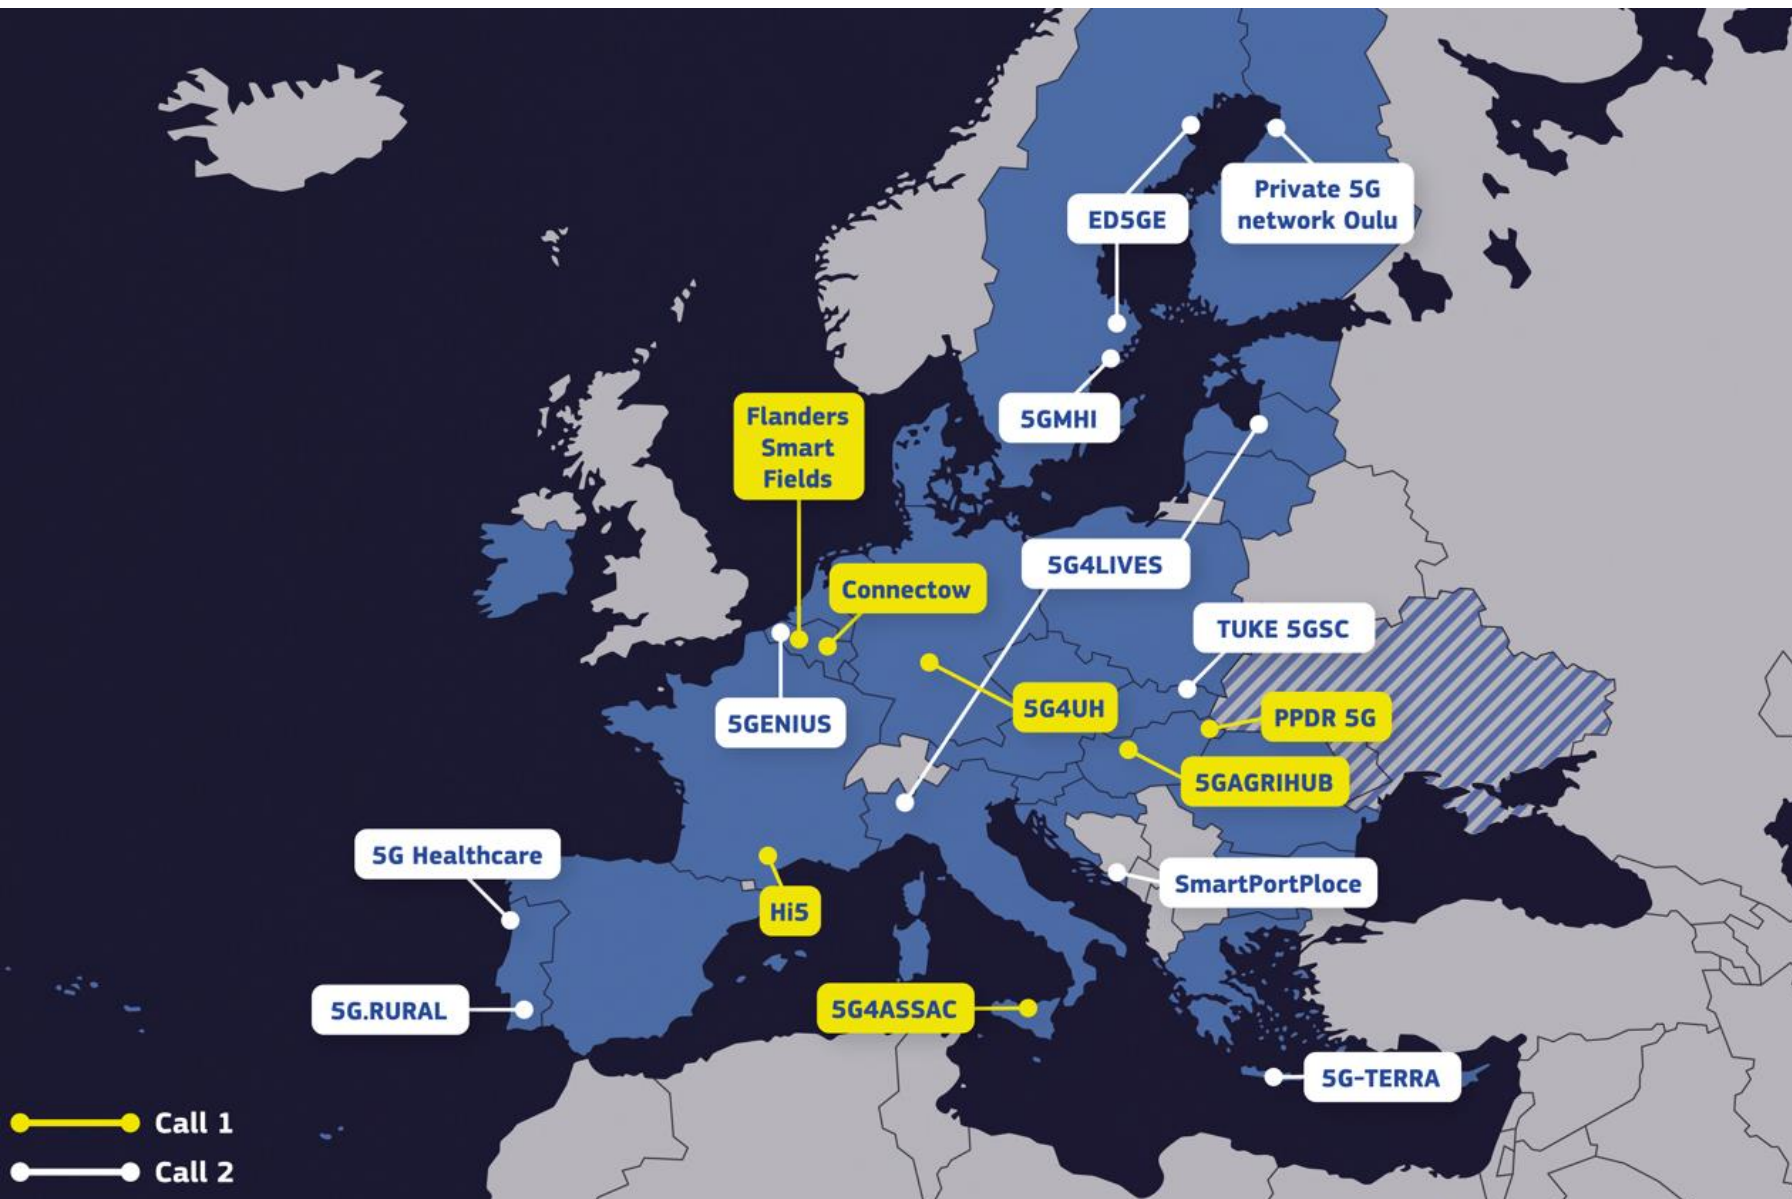 Private 5G
network Oulu
ED5GE
5GMHI
Flanders
Smart
Fields
5G4LIVES
Connectow
TUKE 5GSC
5GENIUS
5G4UH
PPDR 5G
5GAGRIHUB
5G Healthcare
SmartPortPloce
Hi5
5G.RURAL
5G4ASSAC
5G-TERRA
Call 1
Call 2